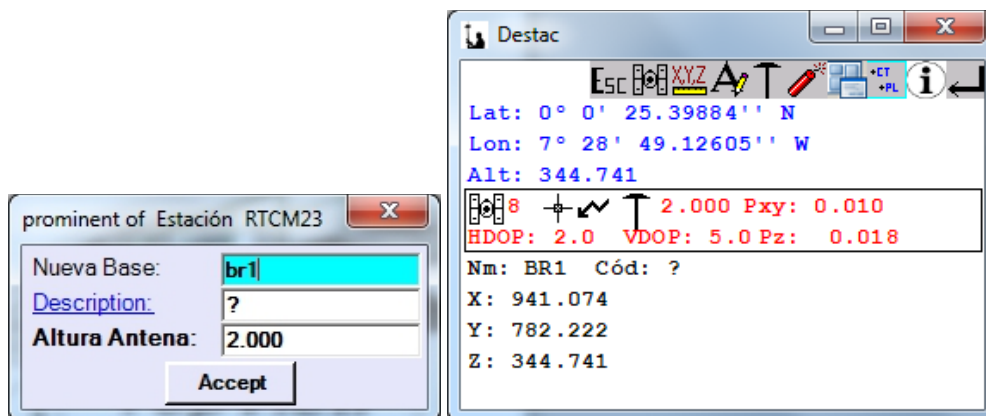 prominent of Estación RTCM23
Nueva Base: br1
Description: ?
Altura Antena: 2.000
Accept
Destac
Esc XYZ A +CT +PL i
Lat: 0° 0' 25.39884'' N
Lon: 7° 28' 49.12605'' W
Alt: 344.741
8 2.000 Pxy: 0.010
HDOP: 2.0 VDOP: 5.0 Pz: 0.018
Nm: BR1 Cód: ?
X: 941.074
Y: 782.222
Z: 344.741